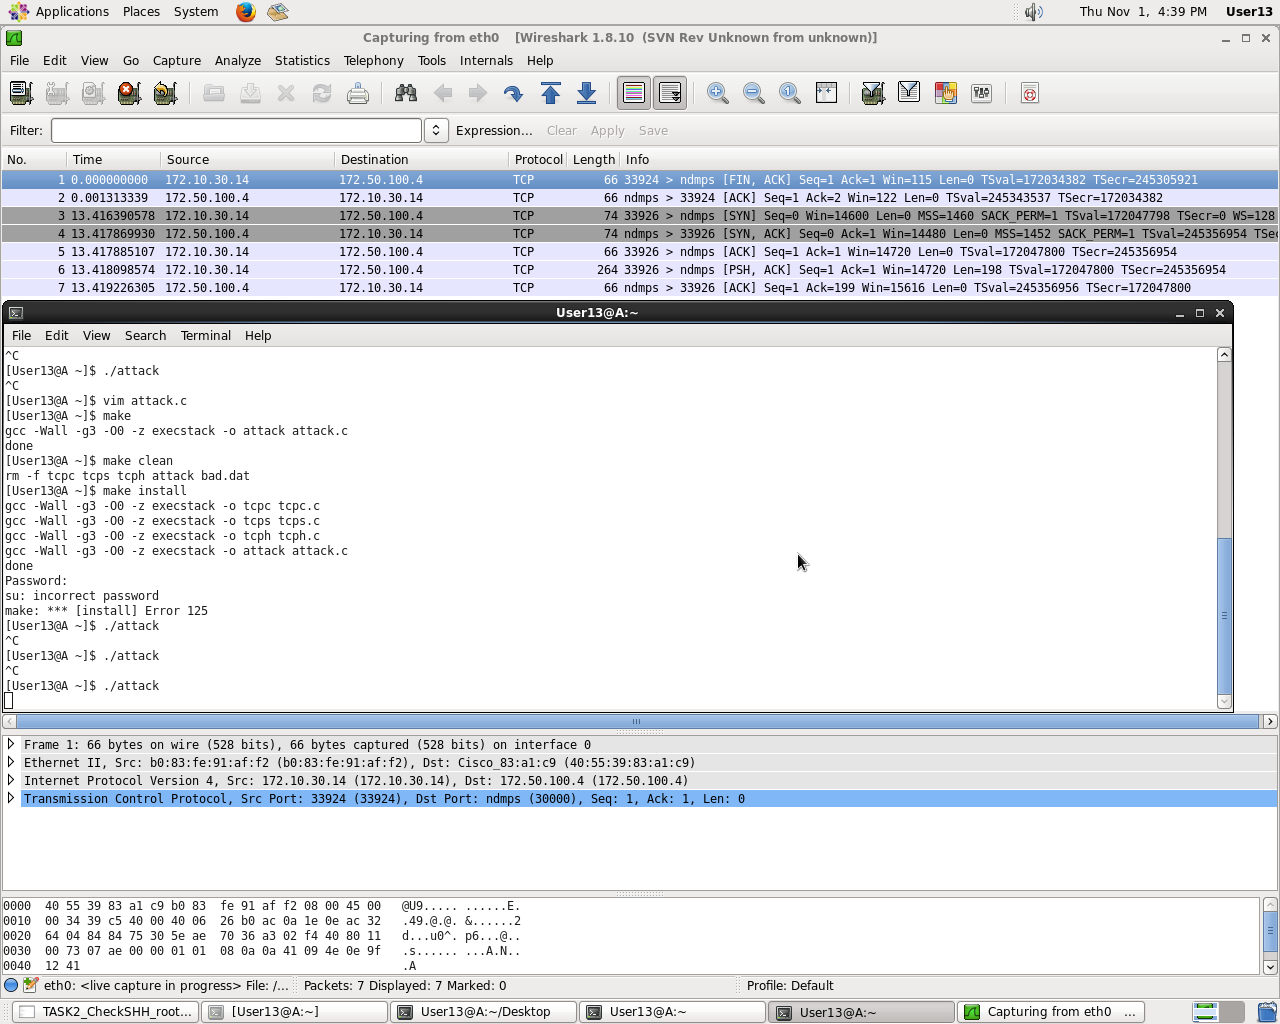 Applications Places System Thu Nov 1, 4:39 PM User13
Capturing from eth0 [Wireshark 1.8.10 (SVN Rev Unknown from unknown)]
File Edit View Go Capture Analyze Statistics Telephony Tools Internals Help
Filter: Expression... Clear Apply Save
No. Time Source Destination Protocol Length Info
1 0.000000000 172.10.30.14 172.50.100.4 TCP 66 33924 > ndmps [FIN, ACK] Seq=1 Ack=1 Win=115 Len=0 TSval=172034382 TSecr=245305921
2 0.001313339 172.50.100.4 172.10.30.14 TCP 66 ndmps > 33924 [ACK] Seq=1 Ack=2 Win=122 Len=0 TSval=245343537 TSecr=172034382
3 13.416390578 172.10.30.14 172.50.100.4 TCP 74 33926 > ndmps [SYN] Seq=0 Win=14600 Len=0 MSS=1460 SACK_PERM=1 TSval=172047798 TSecr=0 WS=128
4 13.417869930 172.50.100.4 172.10.30.14 TCP 74 ndmps > 33926 [SYN, ACK] Seq=0 Ack=1 Win=14480 Len=0 MSS=1452 SACK_PERM=1 TSval=245356954 TSec
5 13.417885107 172.10.30.14 172.50.100.4 TCP 66 33926 > ndmps [ACK] Seq=1 Ack=1 Win=14720 Len=0 TSval=172047800 TSecr=245356954
6 13.418098574 172.10.30.14 172.50.100.4 TCP 264 33926 > ndmps [PSH, ACK] Seq=1 Ack=1 Win=14720 Len=198 TSval=172047800 TSecr=245356954
7 13.419226305 172.50.100.4 172.10.30.14 TCP 66 ndmps > 33926 [ACK] Seq=1 Ack=199 Win=15616 Len=0 TSval=245356956 TSecr=172047800
User13@A:~
File Edit View Search Terminal Help
^C
[User13@A ~]$ ./attack
^C
[User13@A ~]$ vim attack.c
[User13@A ~]$ make
gcc -Wall -g3 -O0 -z execstack -o attack attack.c
done
[User13@A ~]$ make clean
rm -f tcpc tcps tcph attack bad.dat
[User13@A ~]$ make install
gcc -Wall -g3 -O0 -z execstack -o tcpc tcpc.c
gcc -Wall -g3 -O0 -z execstack -o tcps tcps.c
gcc -Wall -g3 -O0 -z execstack -o tcph tcph.c
gcc -Wall -g3 -O0 -z execstack -o attack attack.c
done
Password:
su: incorrect password
make: *** [install] Error 125
[User13@A ~]$ ./attack
^C
[User13@A ~]$ ./attack
^C
[User13@A ~]$ ./attack
Frame 1: 66 bytes on wire (528 bits), 66 bytes captured (528 bits) on interface 0
Ethernet II, Src: b0:83:fe:91:af:f2 (b0:83:fe:91:af:f2), Dst: Cisco_83:a1:c9 (40:55:39:83:a1:c9)
Internet Protocol Version 4, Src: 172.10.30.14 (172.10.30.14), Dst: 172.50.100.4 (172.50.100.4)
Transmission Control Protocol, Src Port: 33924 (33924), Dst Port: ndmps (30000), Seq: 1, Ack: 1, Len: 0
0000 40 55 39 83 a1 c9 b0 83 fe 91 af f2 08 00 45 00 @U9..... ......E.
0010 00 34 39 c5 40 00 40 06 26 b0 ac 0a 1e 0e ac 32 .49.@.@. &......2
0020 64 04 84 84 75 30 5e ae 70 36 a3 02 f4 40 80 11 d...u0^. p6...@..
0030 00 73 07 ae 00 00 01 01 08 0a 0a 41 09 4e 0e 9f .s...... ...A.N..
0040 12 41 .A
eth0: <live capture in progress> File: /... Packets: 7 Displayed: 7 Marked: 0 Profile: Default
TASK2_CheckSHH_root... [User13@A:~] User13@A:~/Desktop User13@A:~ User13@A:~ Capturing from eth0 ...